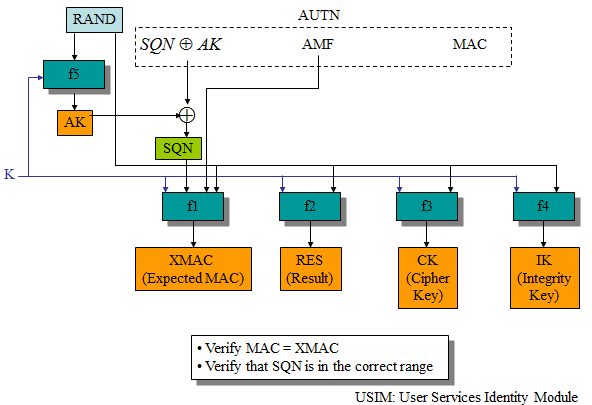 AUTN
RAND
SQN ⊕ AK AMF MAC
f5
AK
SQN
K
f1 f2 f3 f4
XMAC
(Expected MAC)
RES
(Result)
CK
(Cipher
Key)
IK
(Integrity
Key)
• Verify MAC = XMAC
• Verify that SQN is in the correct range
USIM: User Services Identity Module